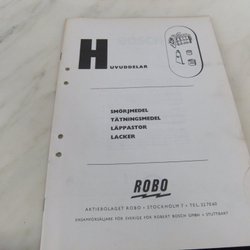 HUVUDDELAR
SMÖRJMEDEL
TÄTNINGSMEDEL
LÄPPASTOR
LACKER
ROBO
AKTIEBOLAGET ROBO • STOCKHOLM 7 • TEL. 227060
ENSAMFÖRSÄLJARE FÖR SVERIGE FÖR ROBERT BOSCH GMBH • STUTTGART